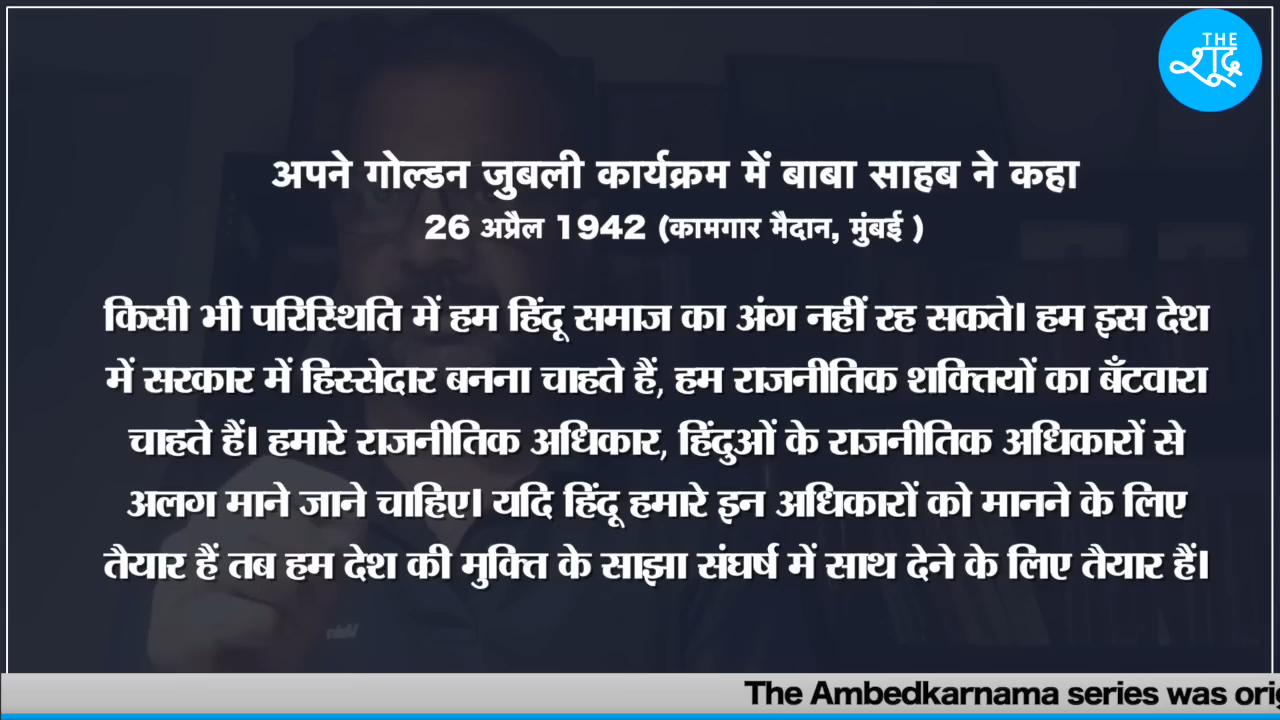 THE
शूद्र
अपने गोल्डन जुबली कार्यक्रम में बाबा साहब ने कहा
26 अप्रैल 1942 (कामगार मैदान, मुंबई )
किसी भी परिस्थिति में हम हिंदू समाज का अंग नहीं रह सकते। हम इस देश
में सरकार में हिस्सेदार बनना चाहते हैं, हम राजनीतिक शक्तियों का बँटवारा
चाहते हैं। हमारे राजनीतिक अधिकार, हिंदुओं के राजनीतिक अधिकारों से
अलग माने जाने चाहिए। यदि हिंदू हमारे इन अधिकारों को मानने के लिए
तैयार हैं तब हम देश की मुक्ति के साझा संघर्ष में साथ देने के लिए तैयार हैं।
The Ambedkarnama series was